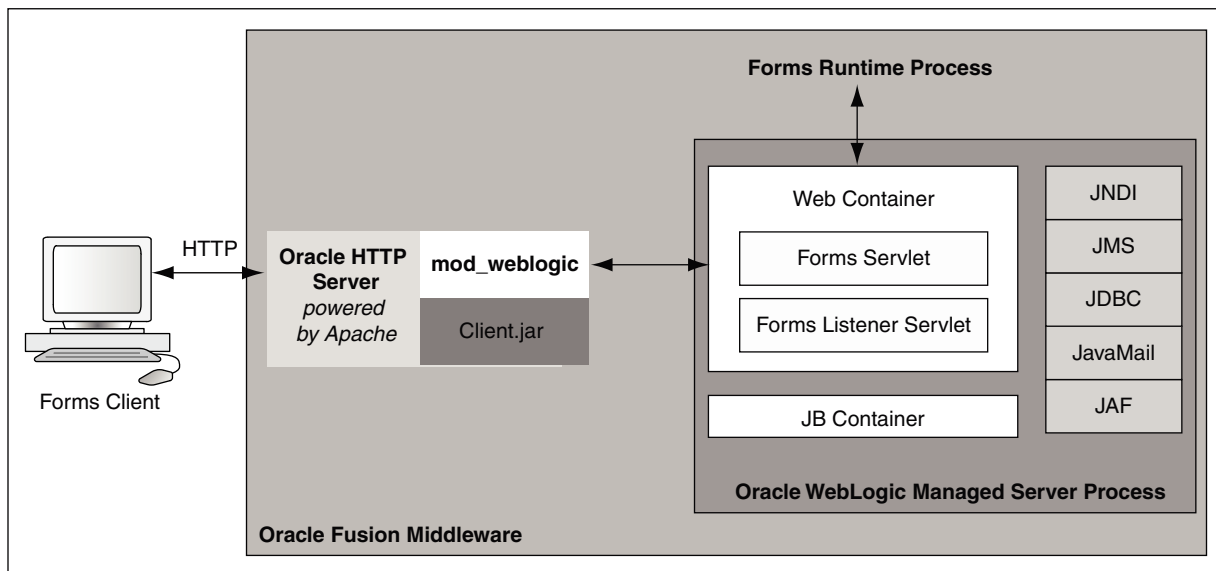 Forms Runtime Process
HTTP
Oracle HTTP
Server
powered
by Apache
mod_weblogic
Client.jar
Forms Client
Web Container
Forms Servlet
Forms Listener Servlet
JB Container
JNDI
JMS
JDBC
JavaMail
JAF
Oracle WebLogic Managed Server Process
Oracle Fusion Middleware